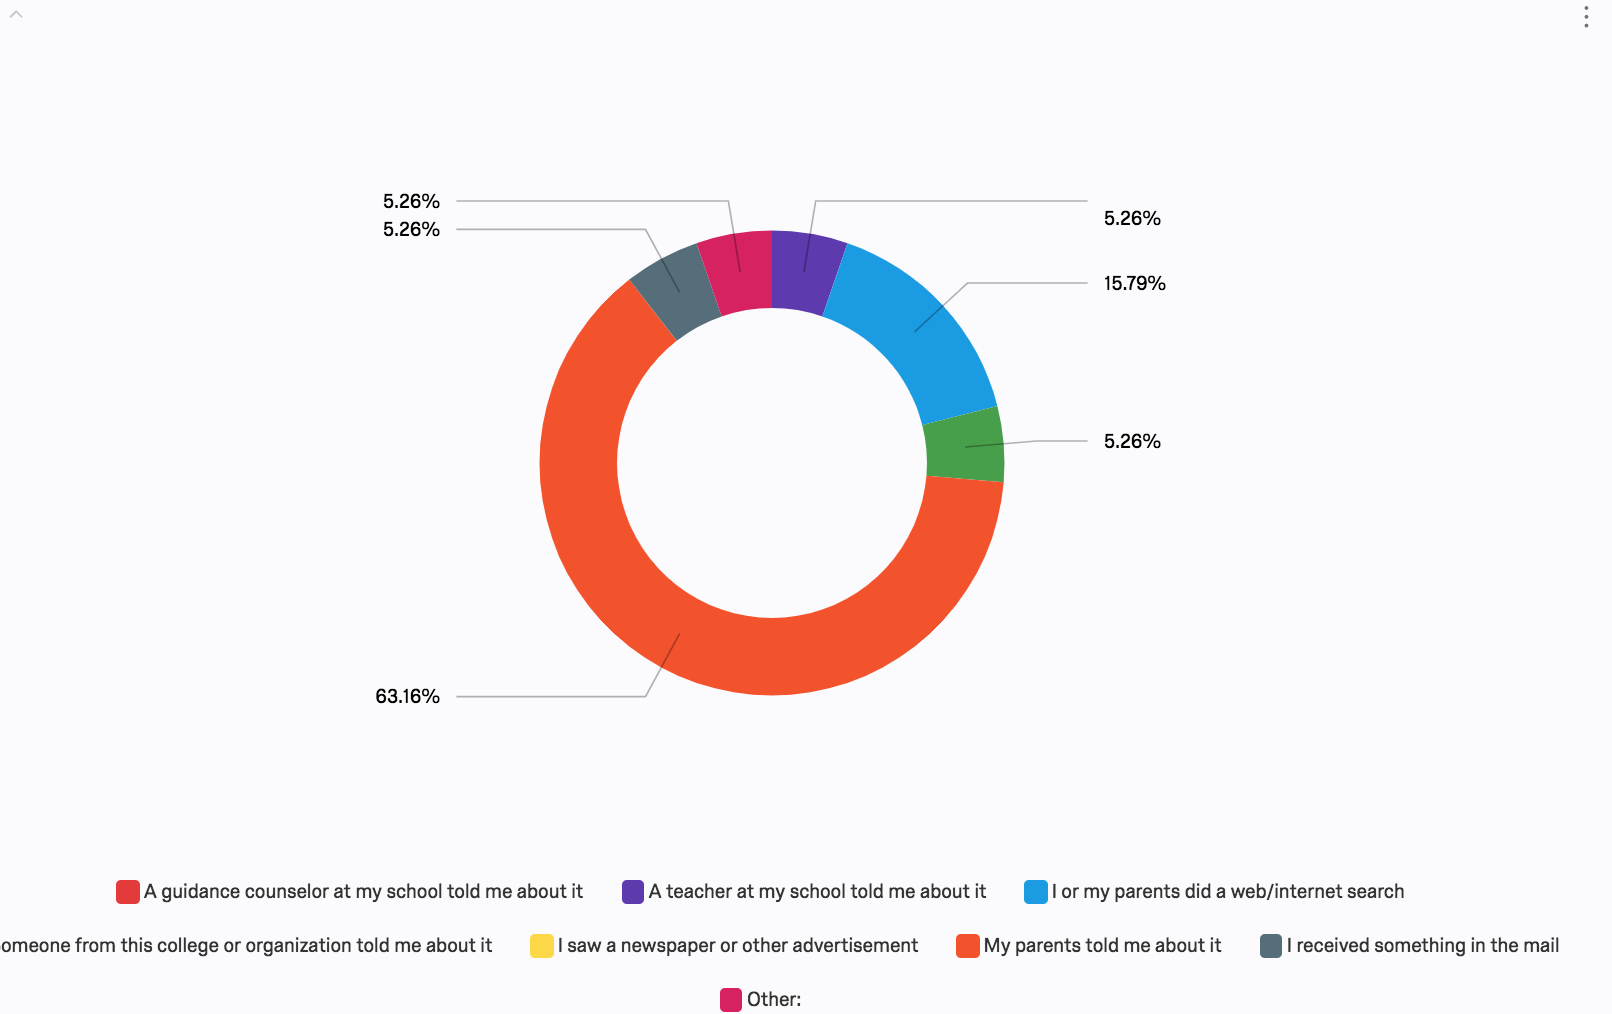 5.26%
5.26%
5.26%
15.79%
5.26%
63.16%
A guidance counselor at my school told me about it
A teacher at my school told me about it
I or my parents did a web/internet search
omeone from this college or organization told me about it
I saw a newspaper or other advertisement
My parents told me about it
I received something in the mail
Other: